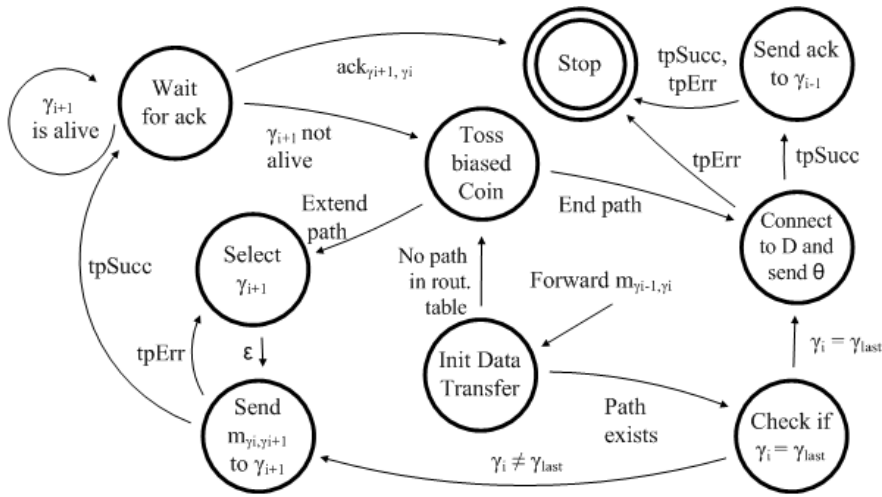 Wait
for ack
γi+1
is alive
ackγi+1, γi
Stop
tpSucc,
tpErr
Send ack
to γi-1
γi+1 not
alive
Toss
biased
Coin
tpErr
tpSucc
Extend
path
End path
Connect
to D and
send θ
Select
γi+1
tpSucc
No path
in rout.
table
Forward mγi-1,γi
tpErr
ε
Init Data
Transfer
γi = γlast
Send
mγi,γi+1
to γi+1
Path
exists
Check if
γi = γlast
γi ≠ γlast